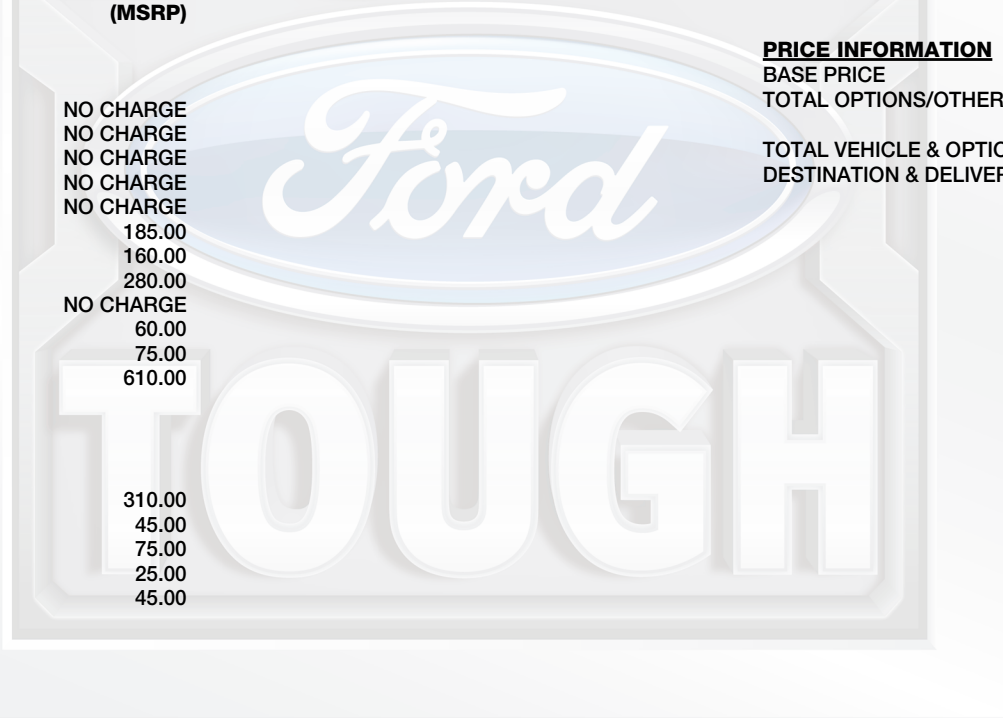 (MSRP)
NO CHARGE
NO CHARGE
NO CHARGE
NO CHARGE
NO CHARGE
185.00
160.00
280.00
NO CHARGE
60.00
75.00
610.00
310.00
45.00
75.00
25.00
45.00
PRICE INFORMATION
BASE PRICE
TOTAL OPTIONS/OTHER
TOTAL VEHICLE & OPTIO
DESTINATION & DELIVER
Ford
TOUGH